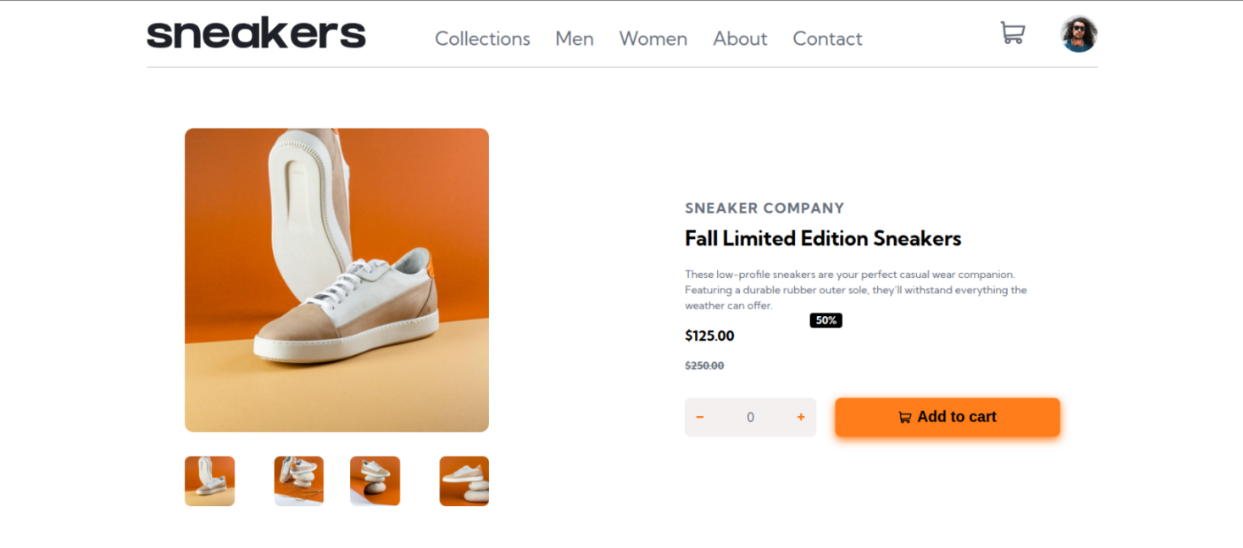 sneakers
Collections Men Women About Contact
SNEAKER COMPANY
Fall Limited Edition Sneakers
These low-profile sneakers are your perfect casual wear companion.
Featuring a durable rubber outer sole, they'll withstand everything the
weather can offer.
$125.00
50%
$250.00
− 0 +
Add to cart